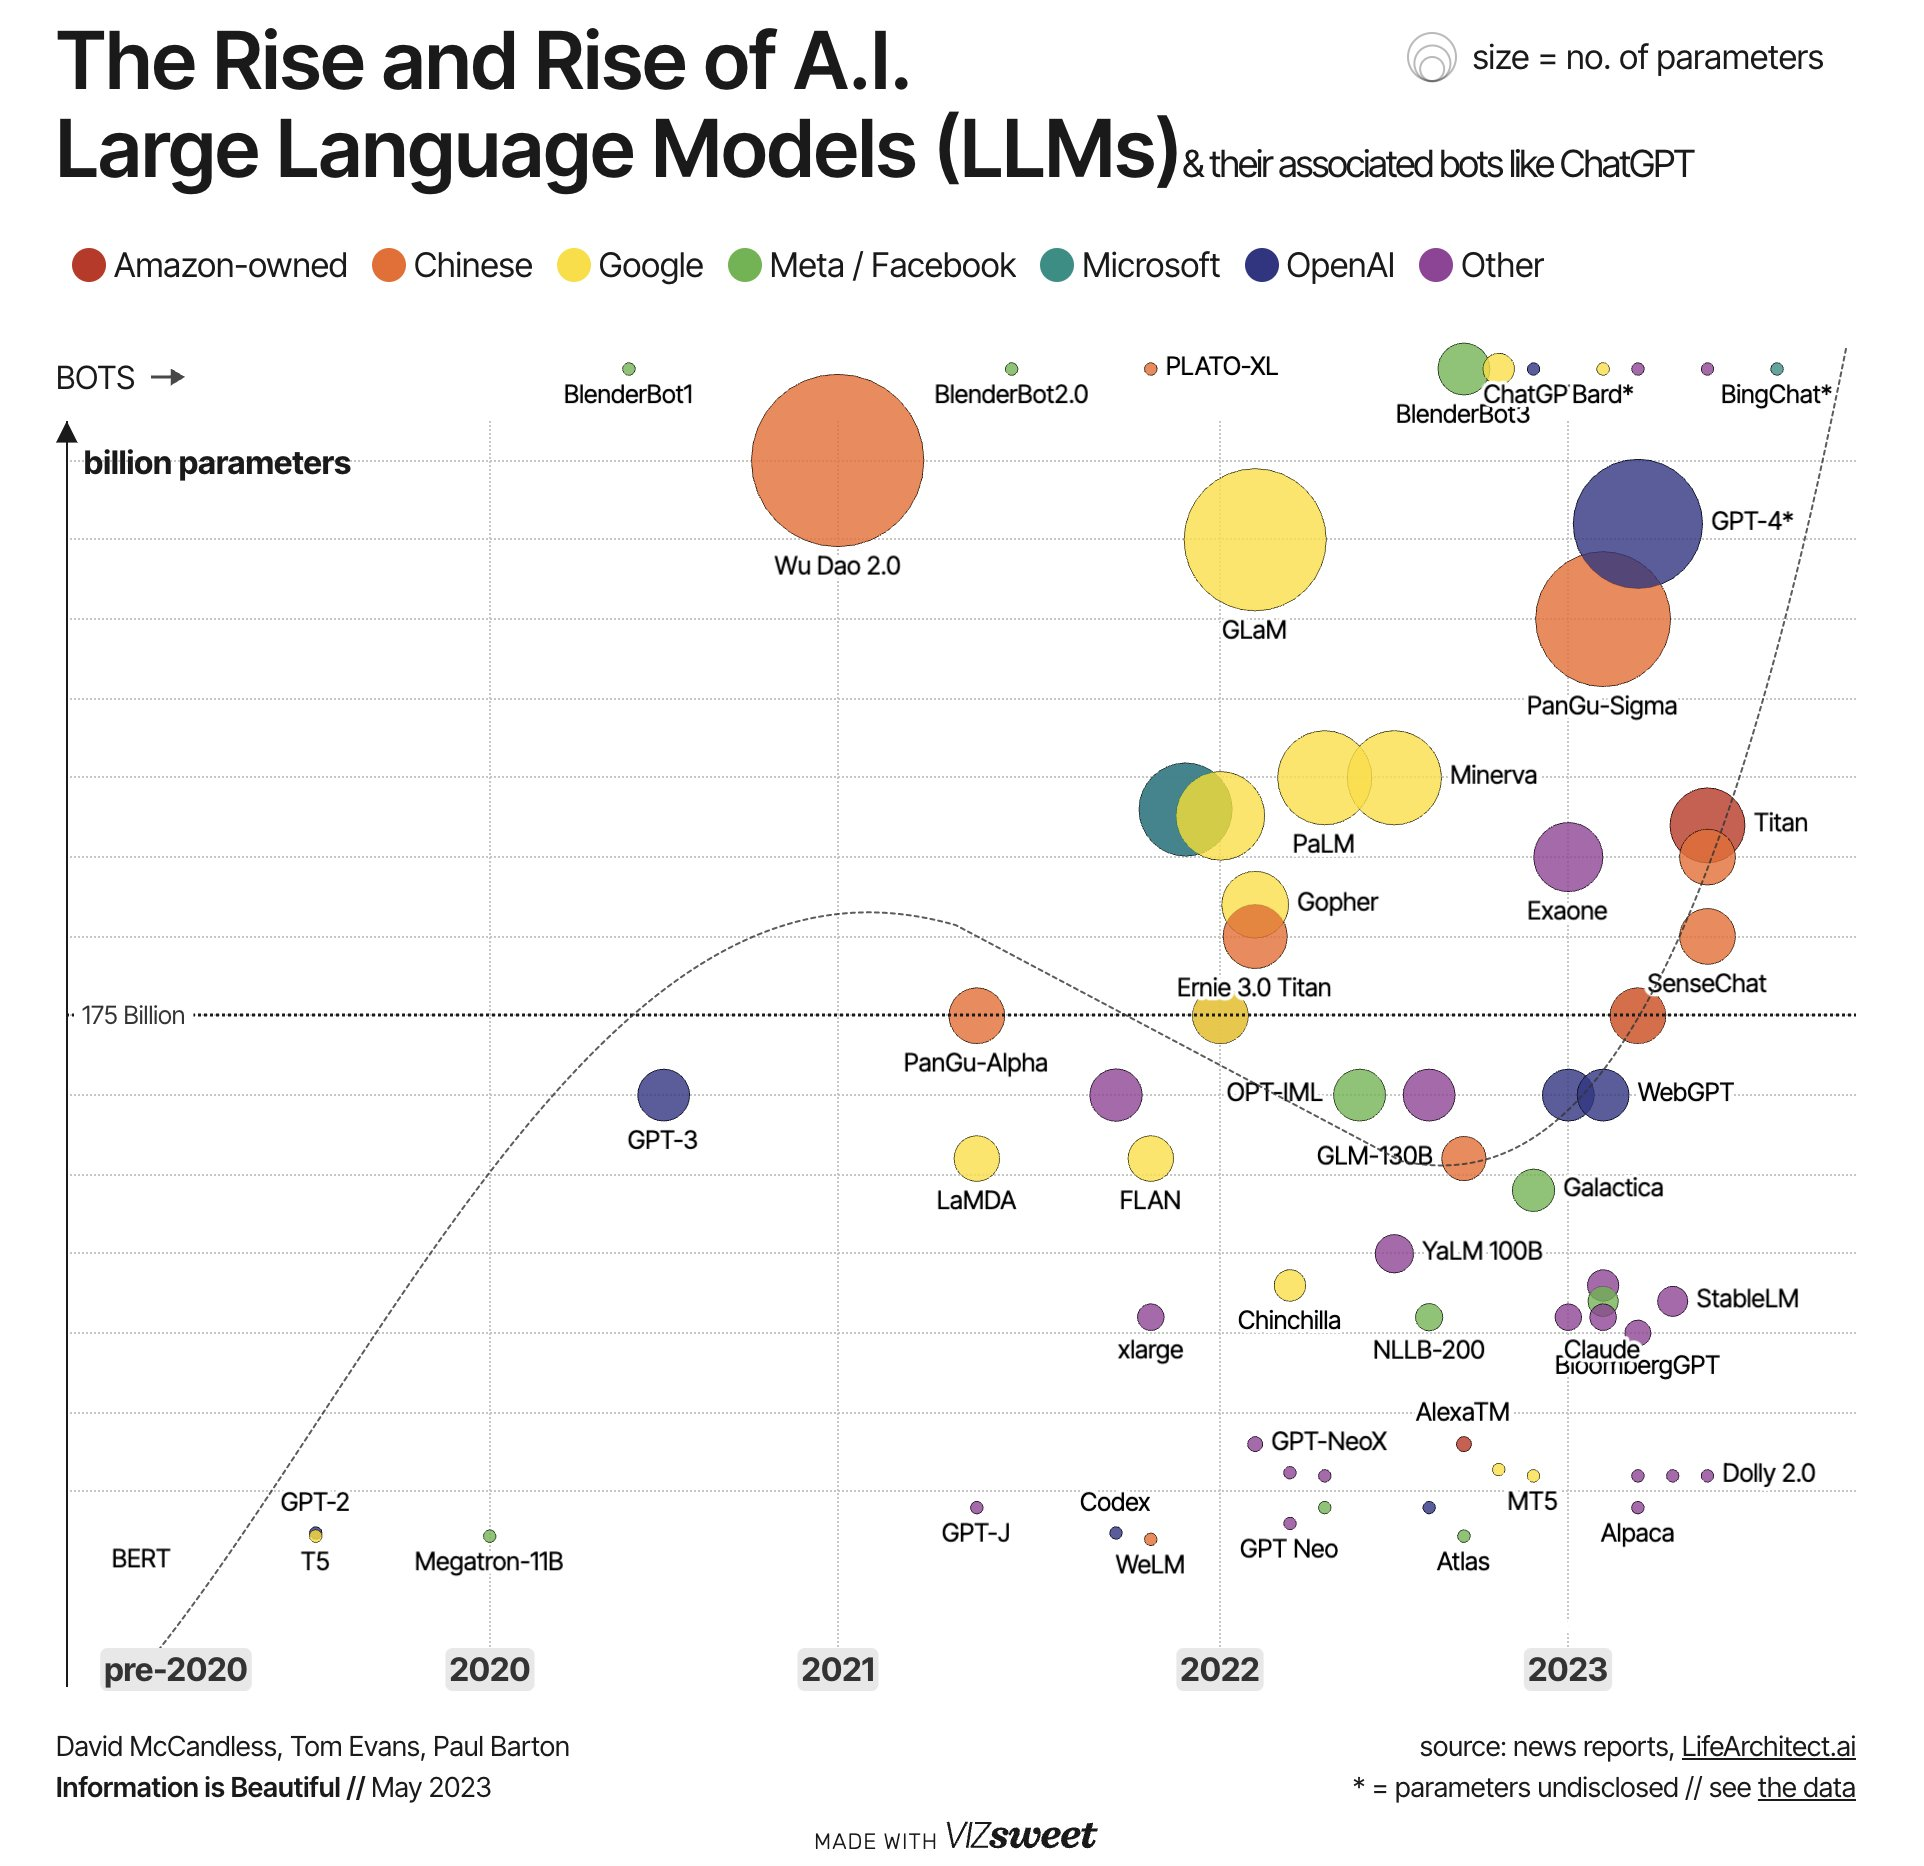 The Rise and Rise of A.I.
size = no. of parameters
Large Language Models (LLMs) & their associated bots like ChatGPT
Amazon-owned
Chinese
Google
Meta / Facebook
Microsoft
OpenAI
Other
BOTS →
BlenderBot1
BlenderBot2.0
PLATO-XL
BlenderBot3
ChatGP
Bard*
BingChat*
billion parameters
Wu Dao 2.0
GLaM
GPT-4*
PanGu-Sigma
Minerva
PaLM
Titan
Gopher
Exaone
Ernie 3.0 Titan
SenseChat
175 Billion
PanGu-Alpha
OPT-IML
WebGPT
GPT-3
GLM-130B
LaMDA
FLAN
Galactica
YaLM 100B
Chinchilla
StableLM
xlarge
NLLB-200
Claude
BloombergGPT
AlexaTM
GPT-NeoX
Dolly 2.0
GPT-2
Codex
MT5
GPT-J
Alpaca
GPT Neo
BERT
T5
Megatron-11B
WeLM
Atlas
pre-2020
2020
2021
2022
2023
David McCandless, Tom Evans, Paul Barton
source: news reports, LifeArchitect.ai
Information is Beautiful // May 2023
* = parameters undisclosed // see the data
MADE WITH VIZsweet